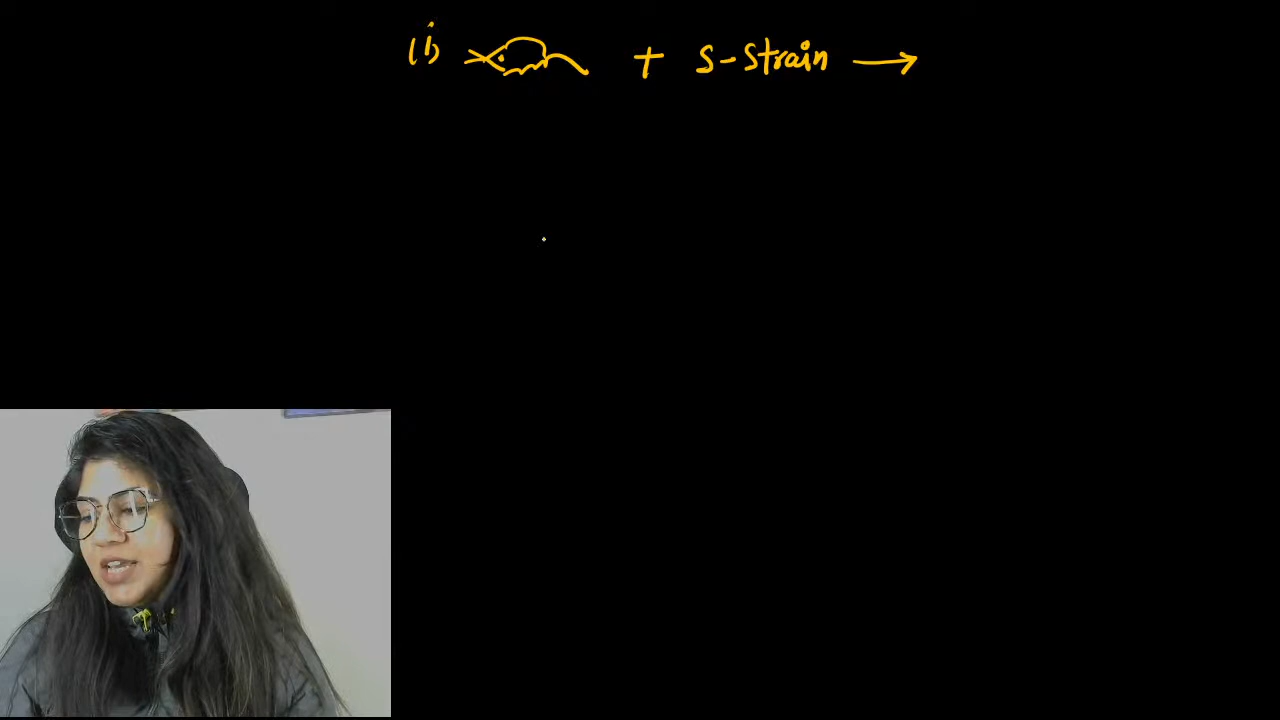 (i) + S-Strain →